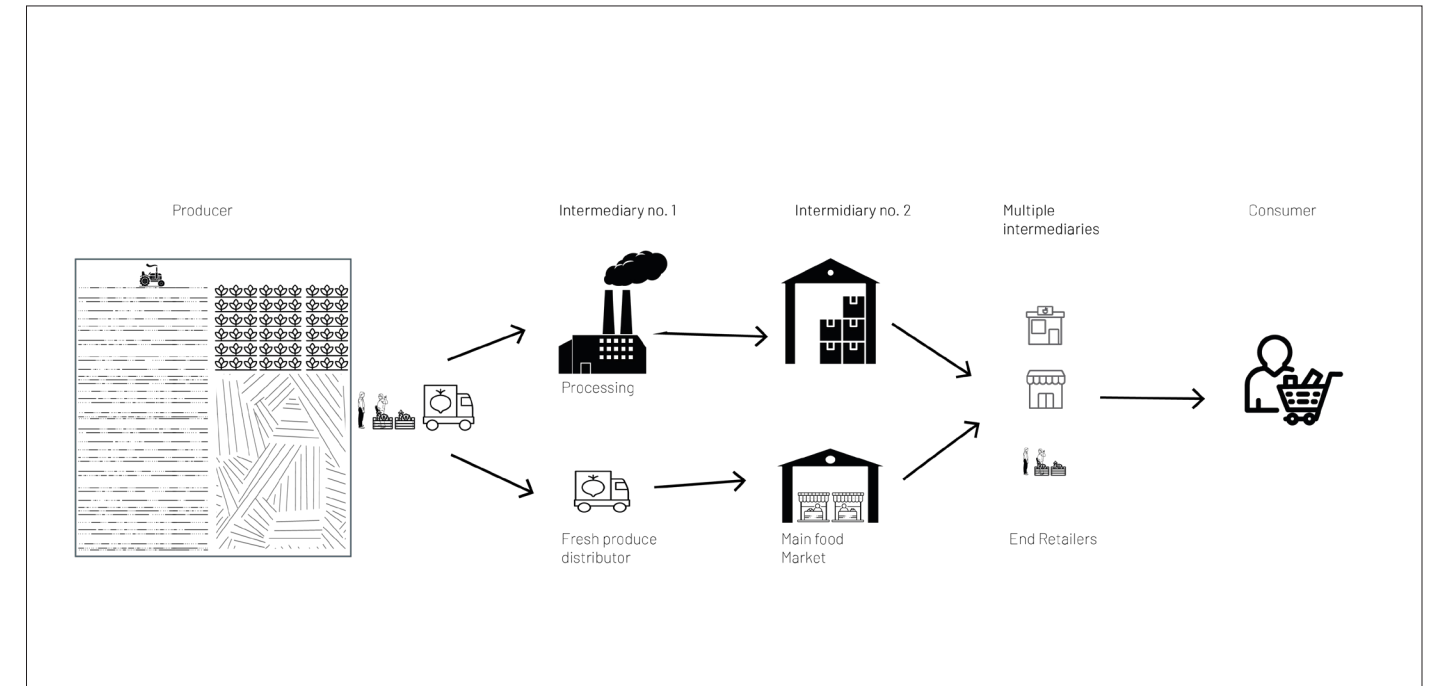 Producer
Intermediary no. 1
Intermidiary no. 2
Multiple
intermediaries
Consumer
Processing
Fresh produce
distributor
Main food
Market
End Retailers